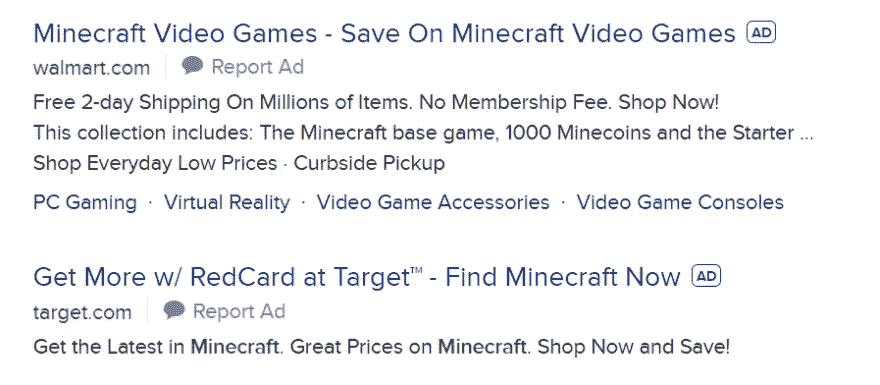 Minecraft Video Games - Save On Minecraft Video Games AD
walmart.com Report Ad
Free 2-day Shipping On Millions of Items. No Membership Fee. Shop Now!
This collection includes: The Minecraft base game, 1000 Minecoins and the Starter ...
Shop Everyday Low Prices · Curbside Pickup
PC Gaming · Virtual Reality · Video Game Accessories · Video Game Consoles
Get More w/ RedCard at Target™ - Find Minecraft Now AD
target.com Report Ad
Get the Latest in Minecraft. Great Prices on Minecraft. Shop Now and Save!